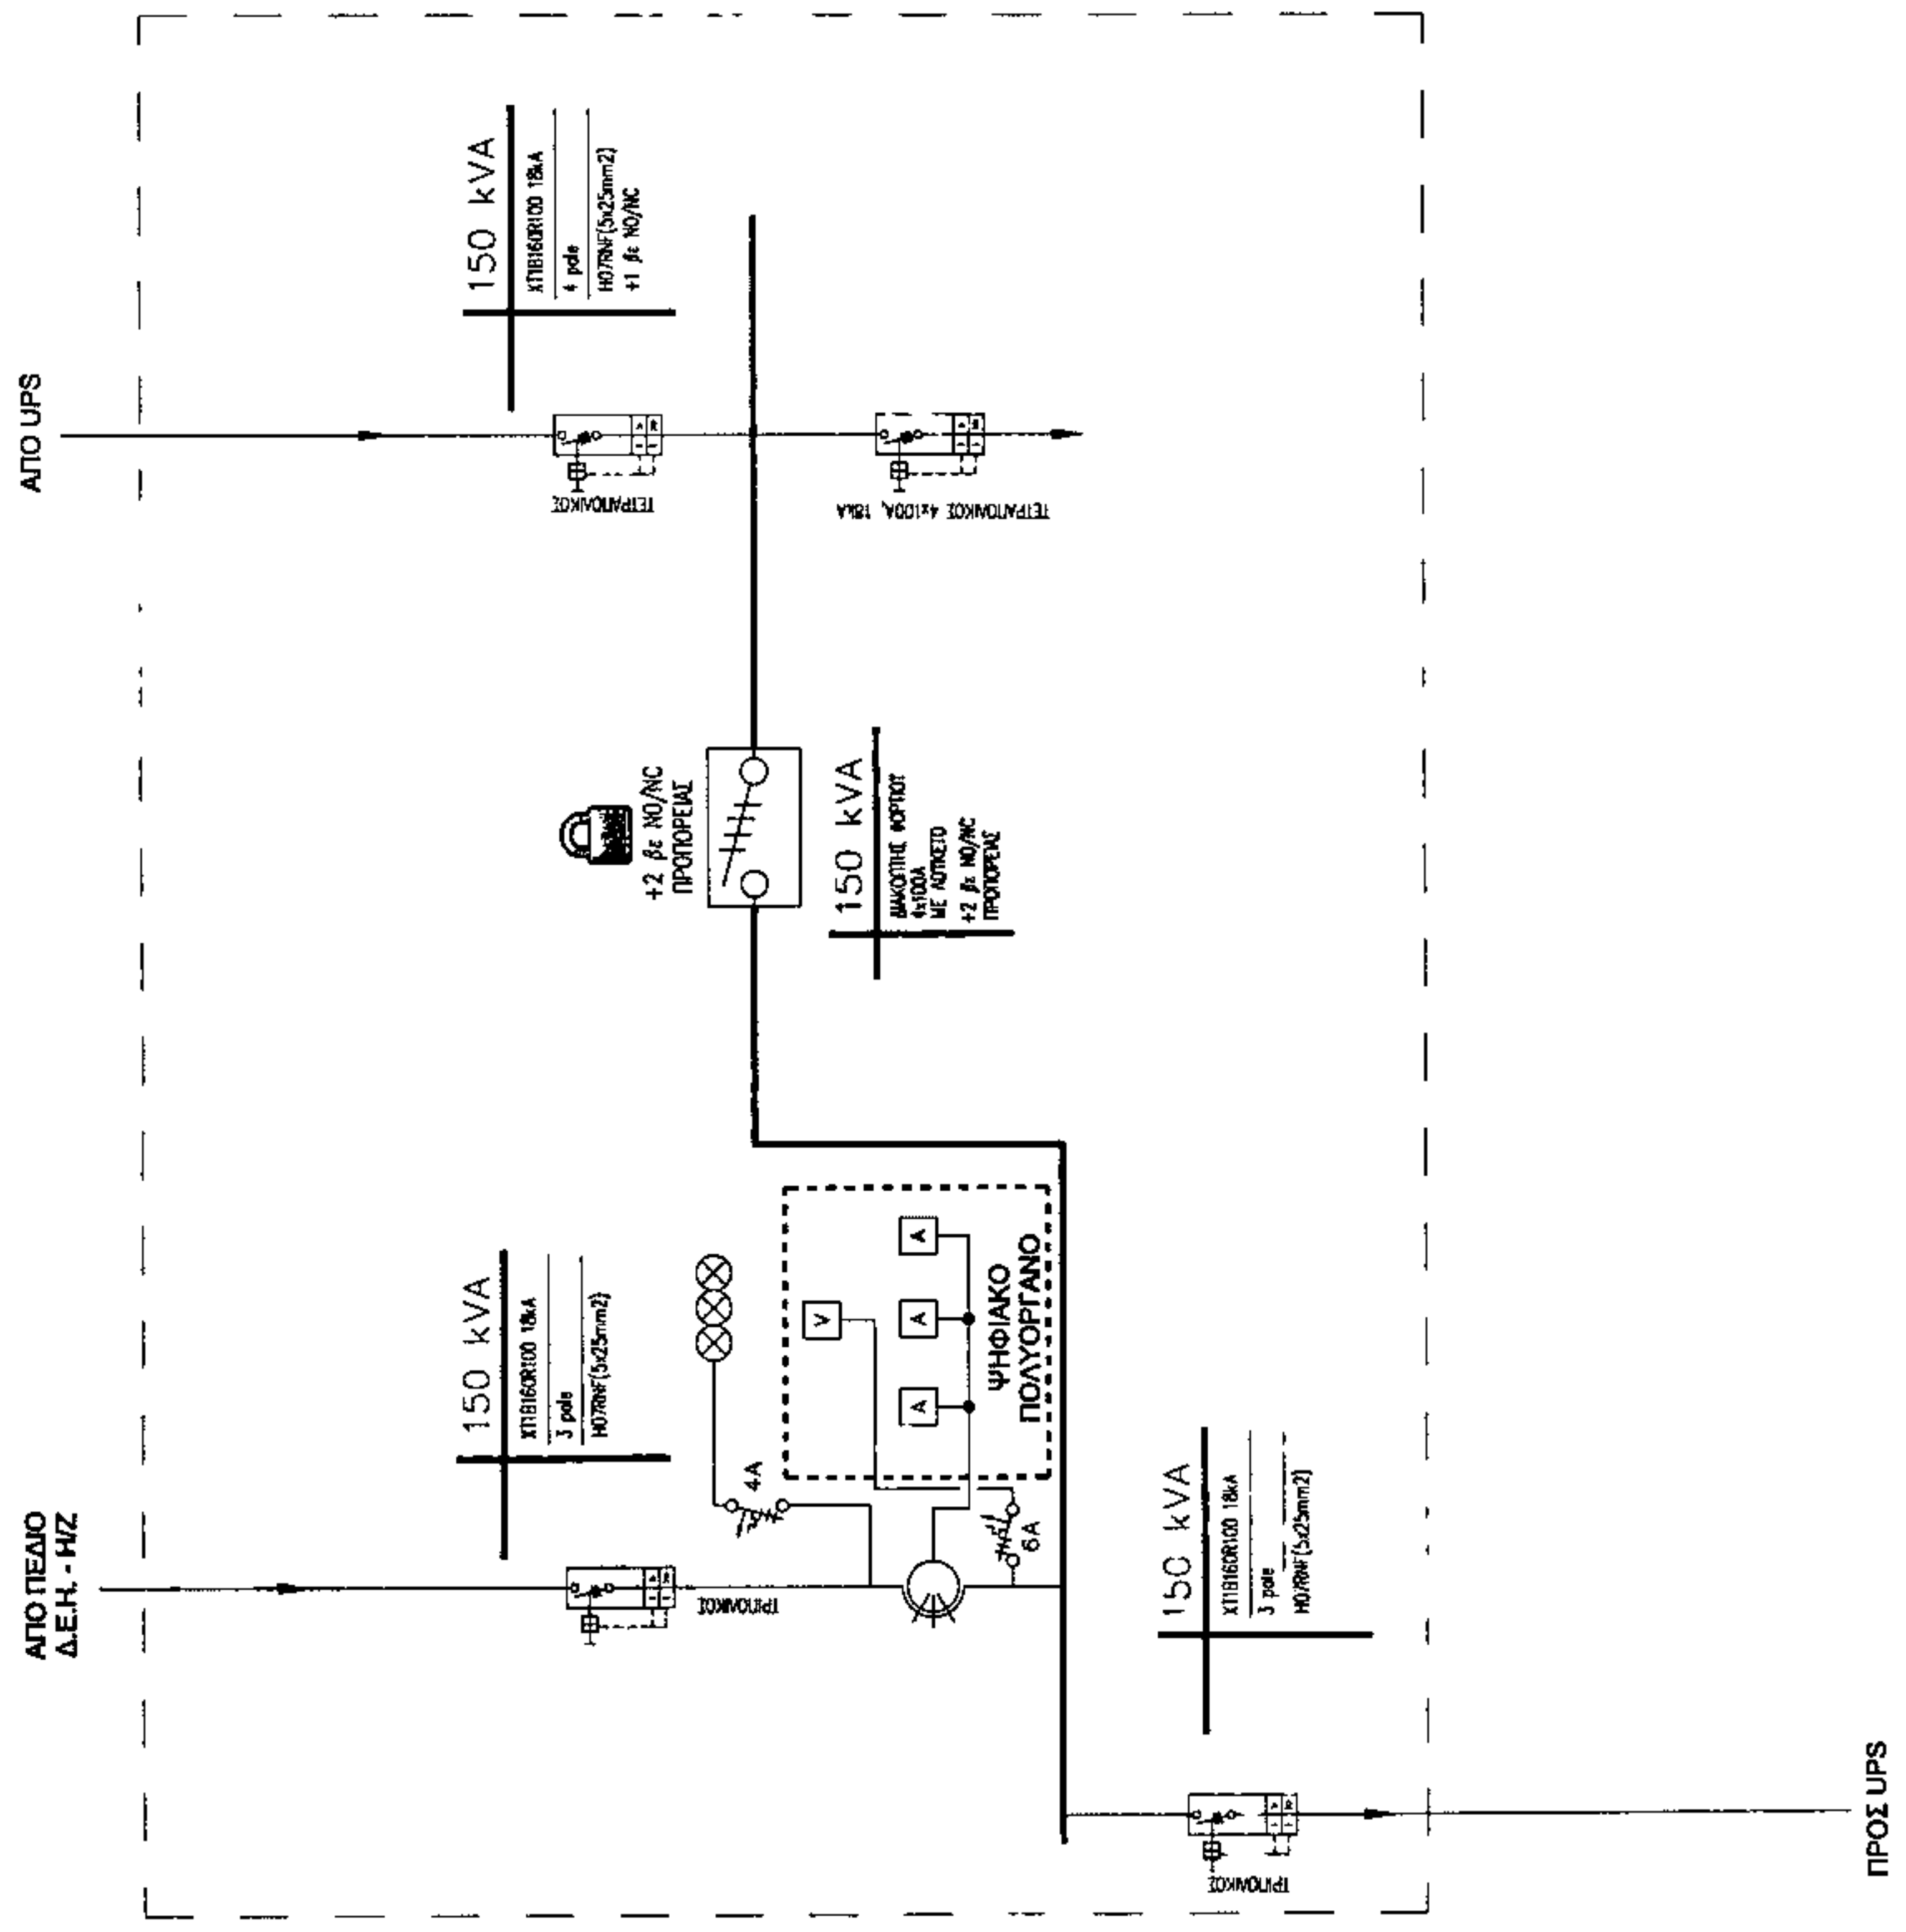 ΑΠΟ ΠΕΔΙΟ
Δ.Ε.Η. - Η/Ζ
ΑΠΟ UPS
150 kVA
XT1B160R100 18kA
3 pole
H07RNF(5x25mm2)
ΤΡΙΠΟΛΙΚΟΣ
4A
6A
V
A
A
A
ΨΗΦΙΑΚΟ
ΠΟΛΥΟΡΓΑΝΟ
150 kVA
XT1B160R100 18kA
3 pole
H07RNF(5x25mm2)
ΤΡΙΠΟΛΙΚΟΣ
+2 βε NO/NC
ΠΡΟΠΟΡΕΙΑΣ
150 kVA
ΔΙΑΚΟΠΤΗΣ ΦΟΡΤΙΟΥ
4x100A
ΜΕ ΛΟΥΚΕΤΟ
+2 βε NO/NC
ΠΡΟΠΟΡΕΙΑΣ
150 kVA
XT1B160R100 18kA
4 pole
H07RNF(5x25mm2)
+1 βε NO/NC
ΤΕΤΡΑΠΟΛΙΚΟΣ
ΤΕΤΡΑΠΟΛΙΚΟΣ 4x100A, 18kA
ΠΡΟΣ UPS